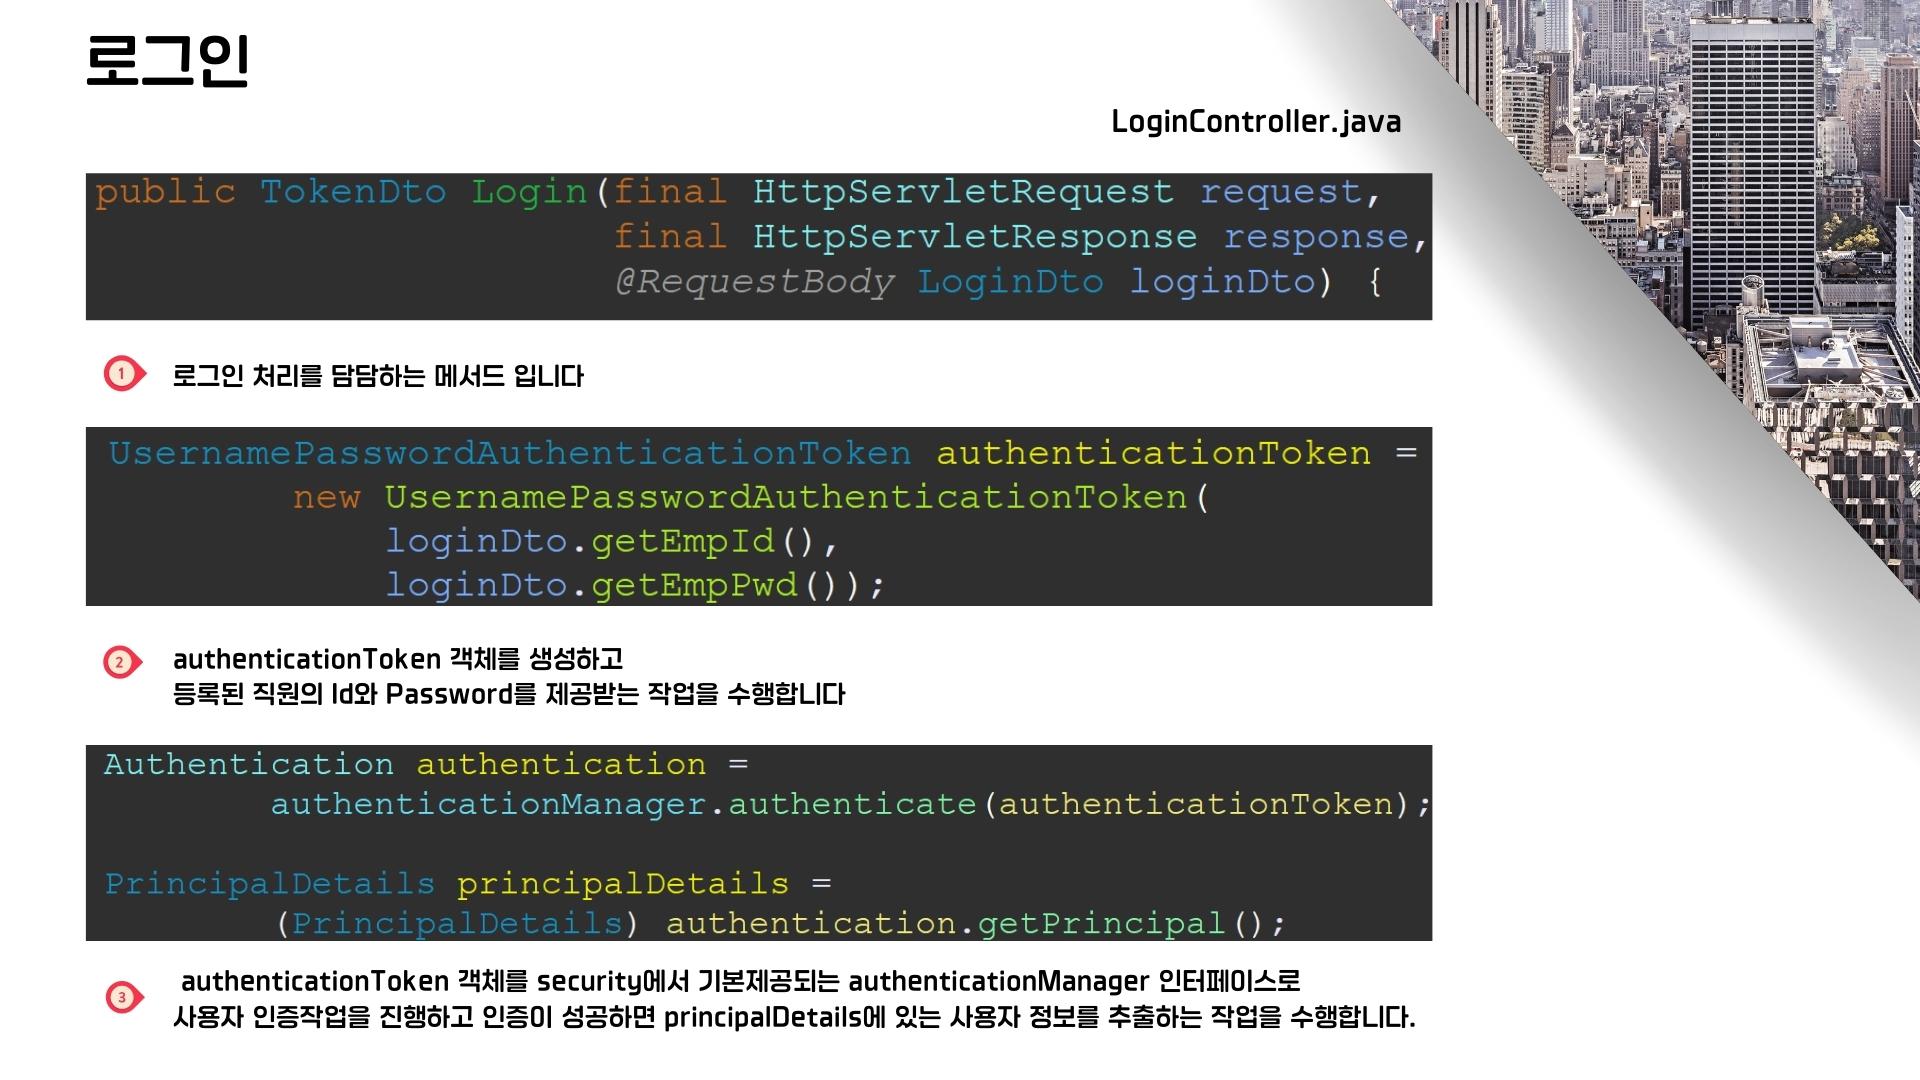 로그인
LoginController.java
public TokenDto Login(final HttpServletRequest request,
final HttpServletResponse response,
@RequestBody LoginDto loginDto) {
1 로그인 처리를 담담하는 메서드 입니다
UsernamePasswordAuthenticationToken authenticationToken =
new UsernamePasswordAuthenticationToken(
loginDto.getEmpId(),
loginDto.getEmpPwd());
2 authenticationToken 객체를 생성하고
등록된 직원의 Id와 Password를 제공받는 작업을 수행합니다
Authentication authentication =
authenticationManager.authenticate(authenticationToken);
PrincipalDetails principalDetails =
(PrincipalDetails) authentication.getPrincipal();
3 authenticationToken 객체를 security에서 기본제공되는 authenticationManager 인터페이스로
사용자 인증작업을 진행하고 인증이 성공하면 principalDetails에 있는 사용자 정보를 추출하는 작업을 수행합니다.